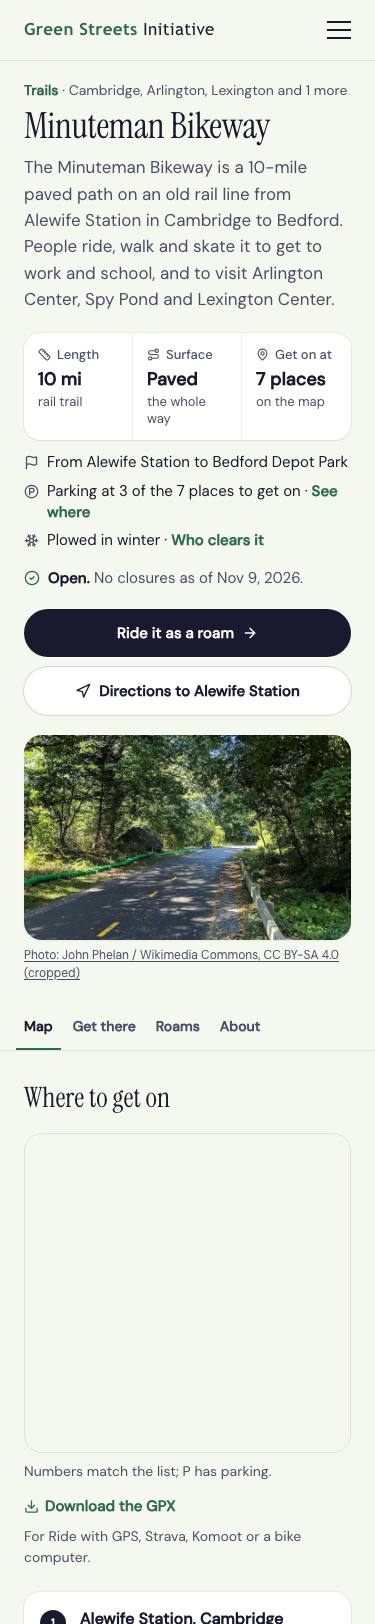 Green Streets Initiative
Trails · Cambridge, Arlington, Lexington and 1 more
Minuteman Bikeway
The Minuteman Bikeway is a 10-mile
paved path on an old rail line from
Alewife Station in Cambridge to Bedford.
People ride, walk and skate it to get to
work and school, and to visit Arlington
Center, Spy Pond and Lexington Center.
Length
10 mi
rail trail
Surface
Paved
the whole
way
Get on at
7 places
on the map
From Alewife Station to Bedford Depot Park
Parking at 3 of the 7 places to get on · See
where
Plowed in winter · Who clears it
Open. No closures as of Nov 9, 2026.
Ride it as a roam →
Directions to Alewife Station
Photo: John Phelan / Wikimedia Commons, CC BY-SA 4.0
(cropped)
Map Get there Roams About
Where to get on
Numbers match the list; P has parking.
Download the GPX
For Ride with GPS, Strava, Komoot or a bike
computer.
1 Alewife Station, Cambridge